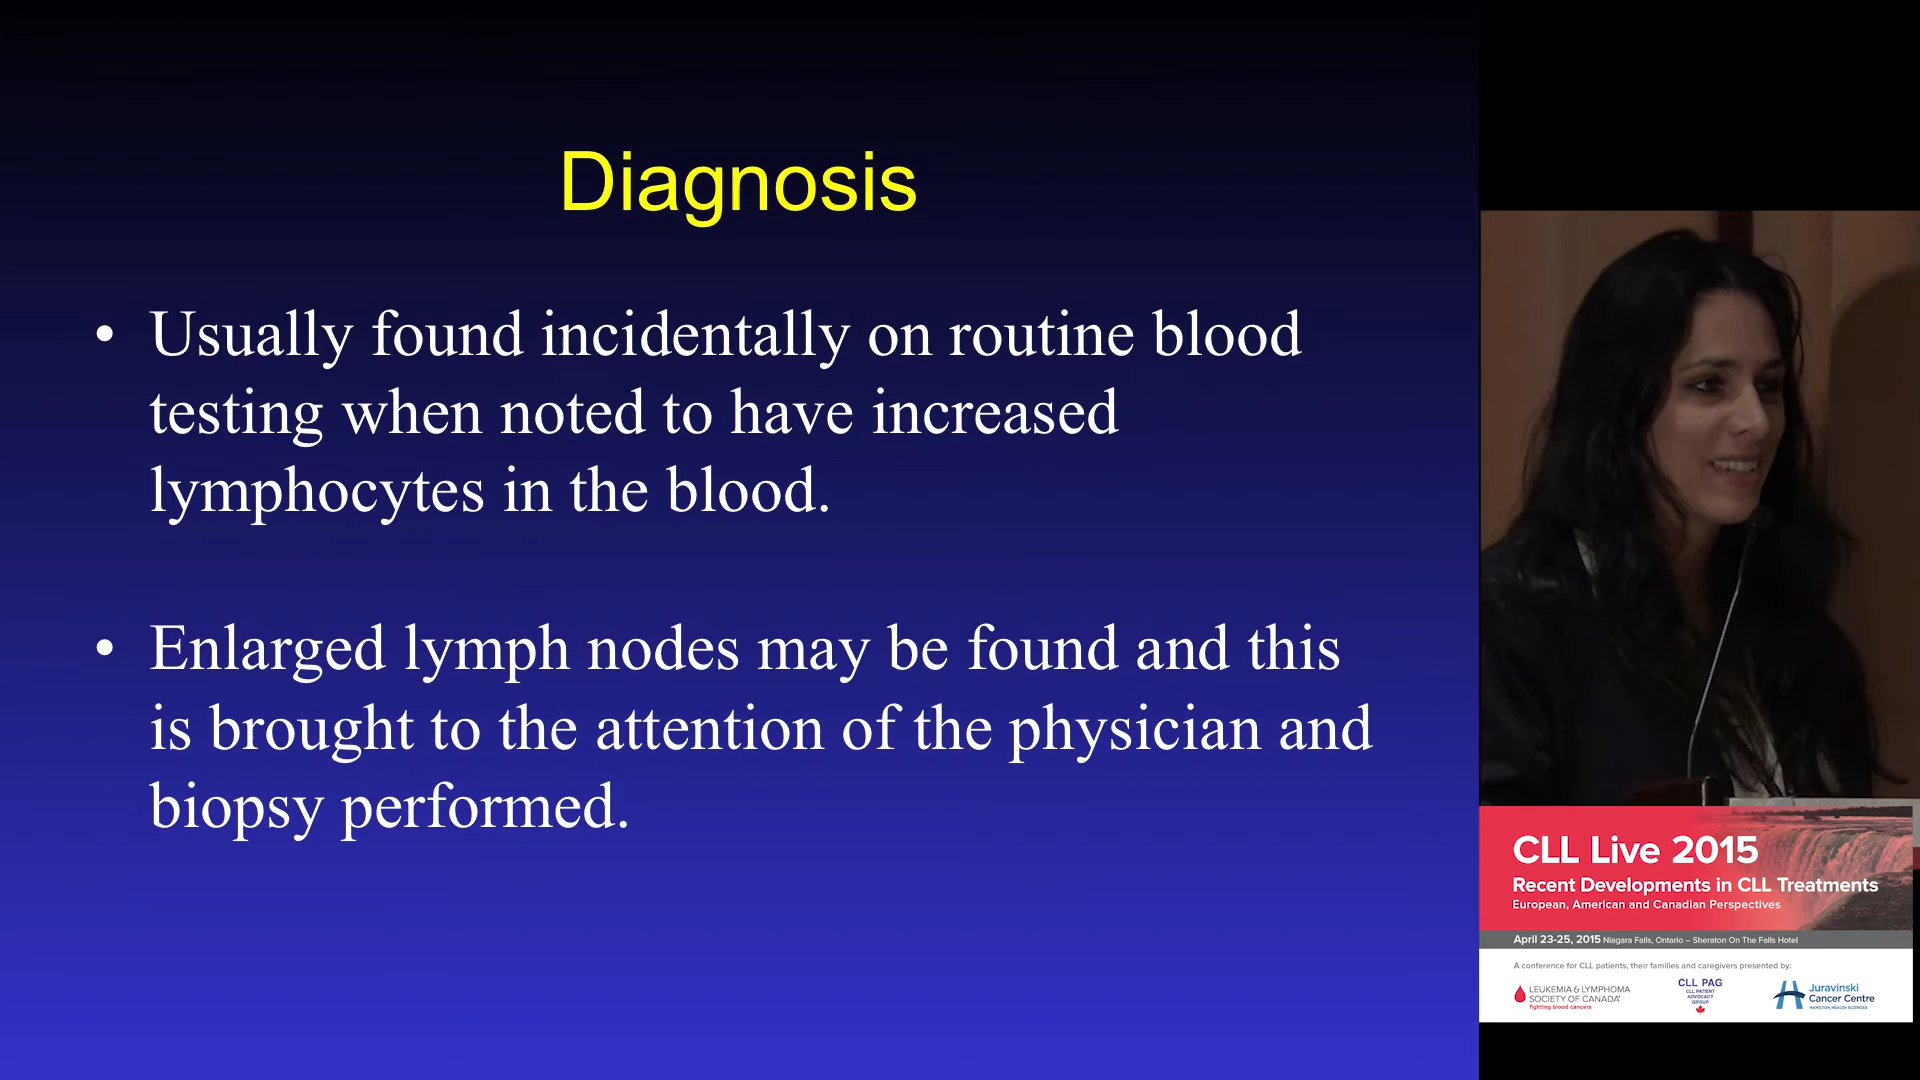 Diagnosis
• Usually found incidentally on routine blood
testing when noted to have increased
lymphocytes in the blood.
• Enlarged lymph nodes may be found and this
is brought to the attention of the physician and
biopsy performed.
CLL Live 2015
Recent Developments in CLL Treatments
European, American and Canadian Perspectives
April 23-25, 2015 Niagara Falls, Ontario – Sheraton On The Falls Hotel
A conference for CLL patients, their families and caregivers presented by:
LEUKEMIA & LYMPHOMA
SOCIETY OF CANADA
fighting blood cancers
CLL PAG
CLL PATIENT
ADVOCACY
GROUP
Juravinski
Cancer Centre
HAMILTON HEALTH SCIENCES